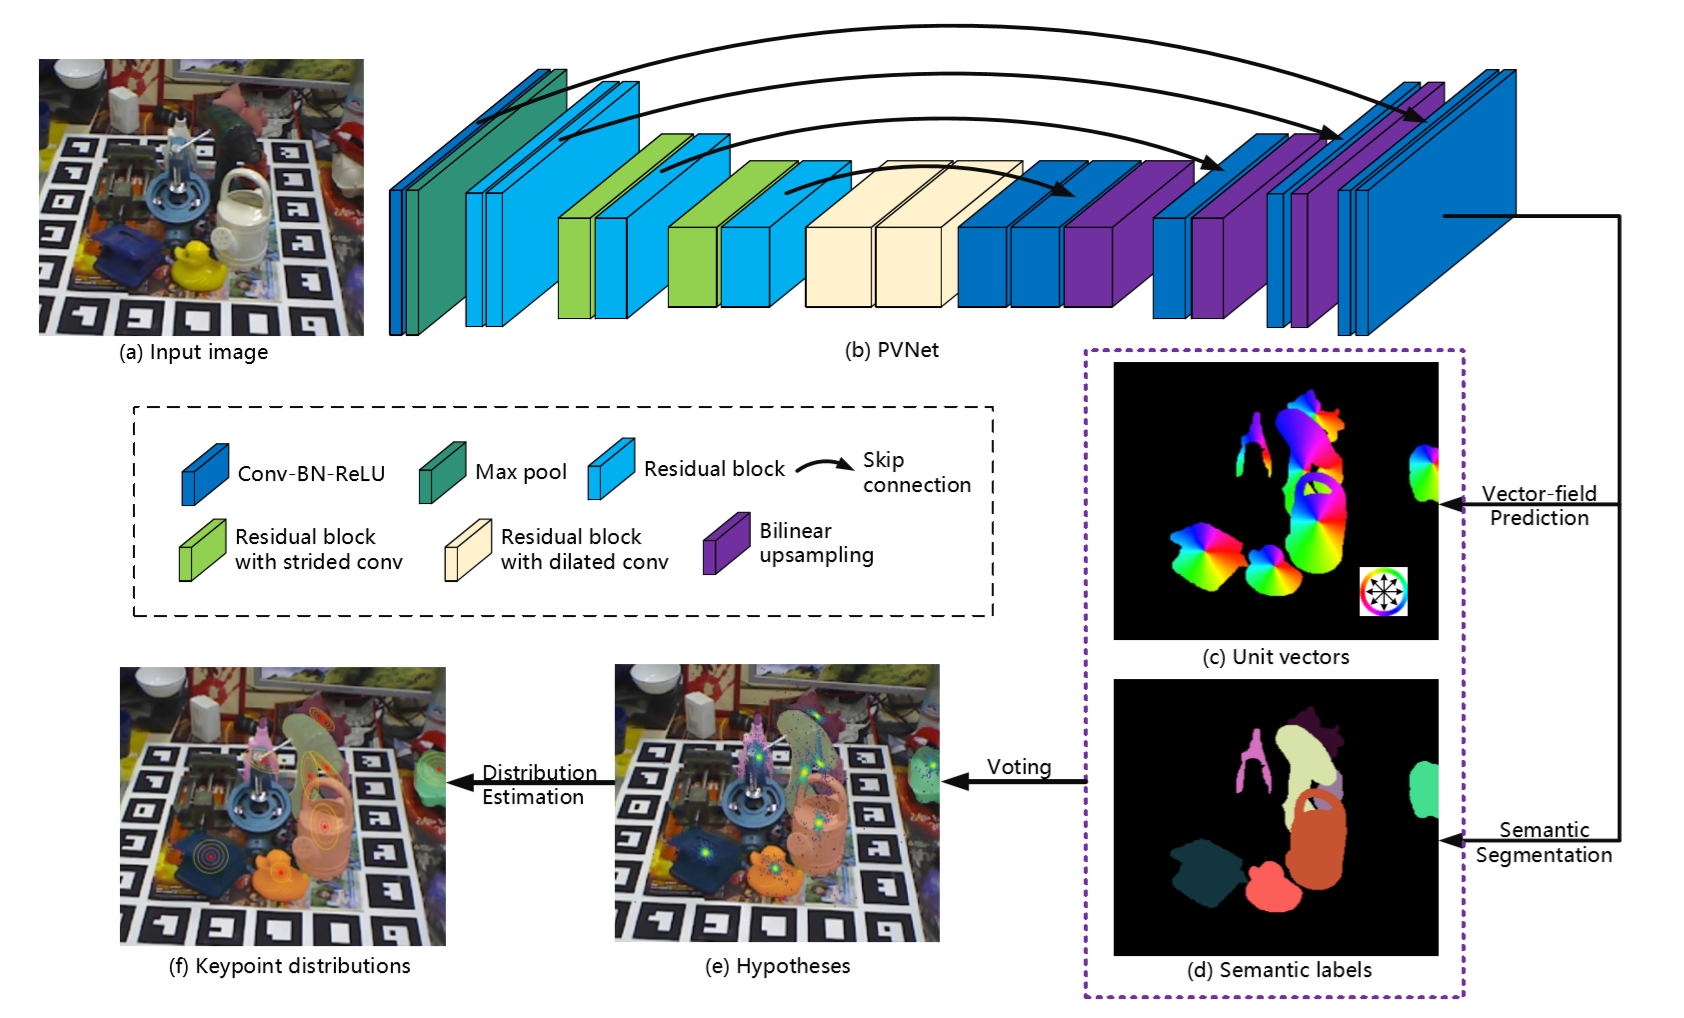 (a) Input image
(b) PVNet
Conv-BN-ReLU
Max pool
Residual block
Skip
connection
Residual block
with strided conv
Residual block
with dilated conv
Bilinear
upsampling
Vector-field
Prediction
(c) Unit vectors
Semantic
Segmentation
(d) Semantic labels
Voting
(e) Hypotheses
Distribution
Estimation
(f) Keypoint distributions